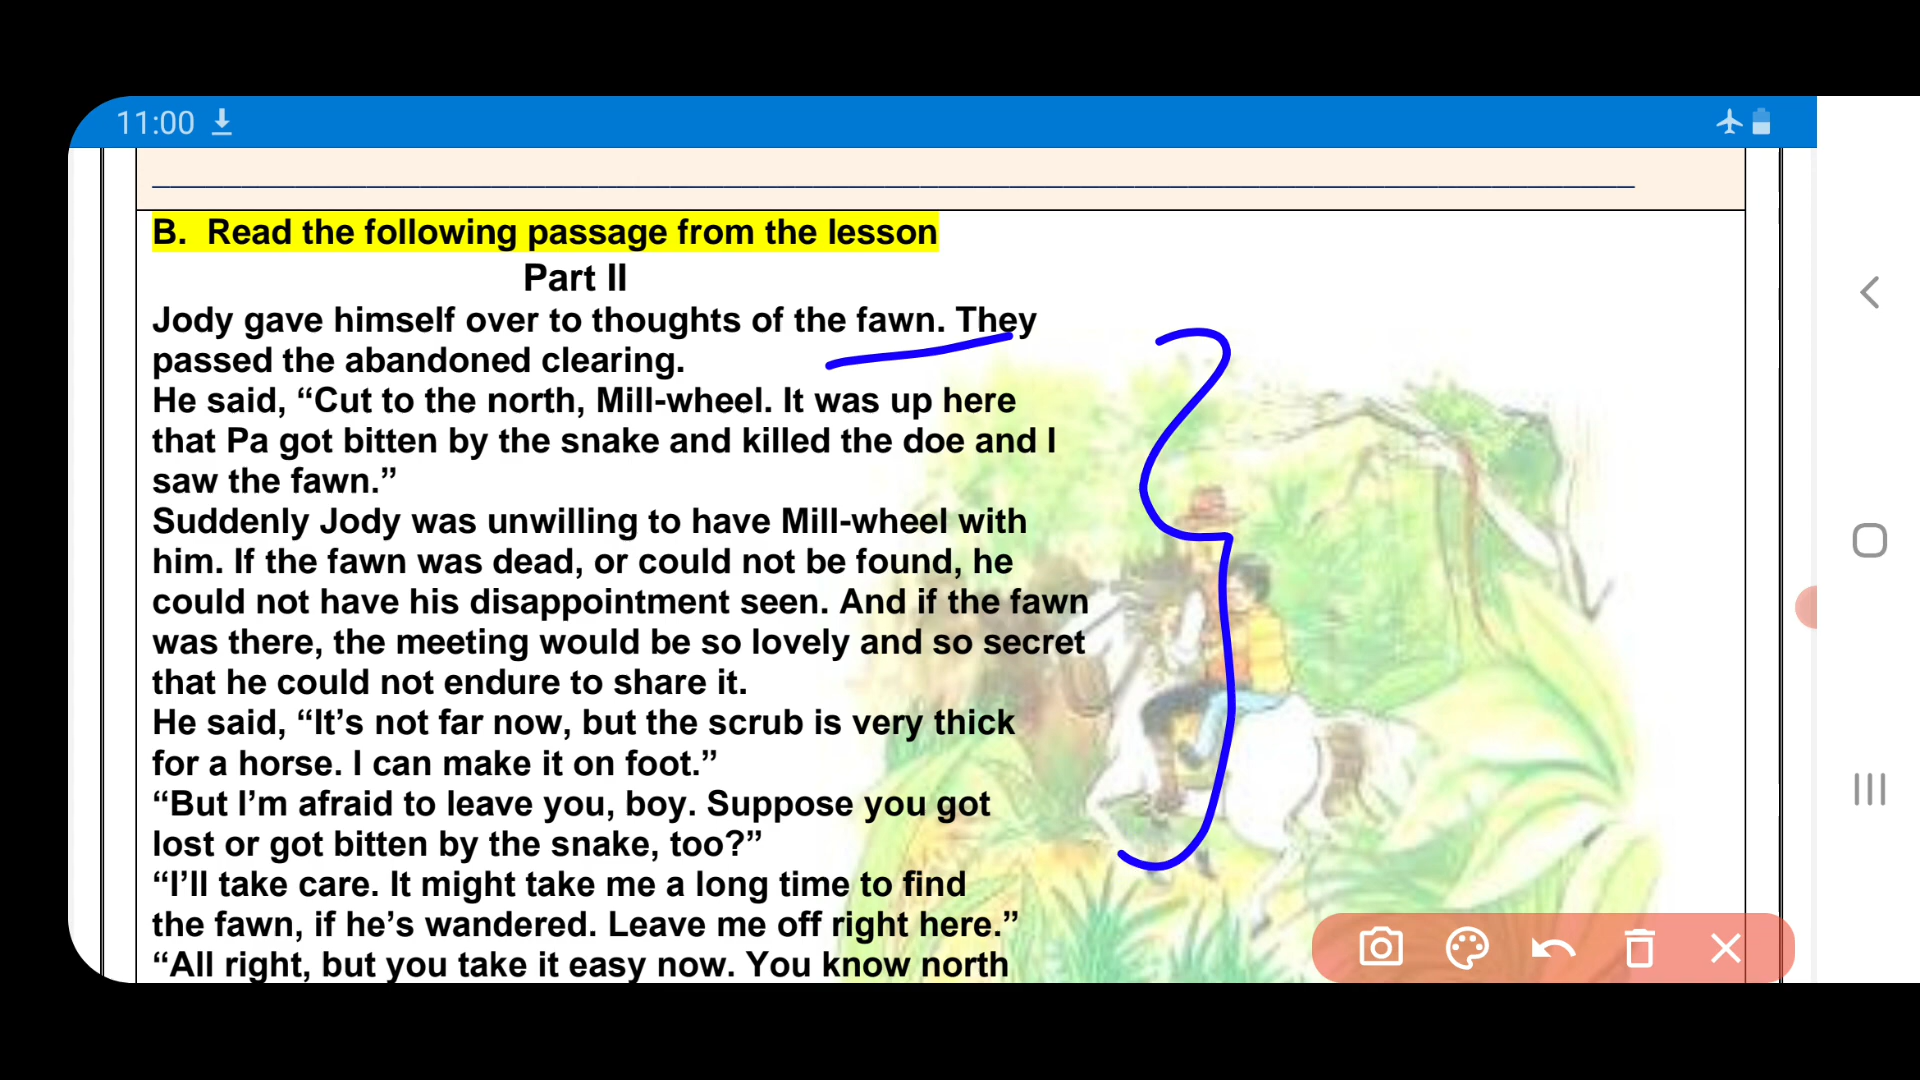 11:00
B. Read the following passage from the lesson
Part II
Jody gave himself over to thoughts of the fawn. They
passed the abandoned clearing.
He said, “Cut to the north, Mill-wheel. It was up here
that Pa got bitten by the snake and killed the doe and I
saw the fawn.”
Suddenly Jody was unwilling to have Mill-wheel with
him. If the fawn was dead, or could not be found, he
could not have his disappointment seen. And if the fawn
was there, the meeting would be so lovely and so secret
that he could not endure to share it.
He said, “It’s not far now, but the scrub is very thick
for a horse. I can make it on foot.”
“But I’m afraid to leave you, boy. Suppose you got
lost or got bitten by the snake, too?”
“I’ll take care. It might take me a long time to find
the fawn, if he’s wandered. Leave me off right here.”
“All right, but you take it easy now. You know north